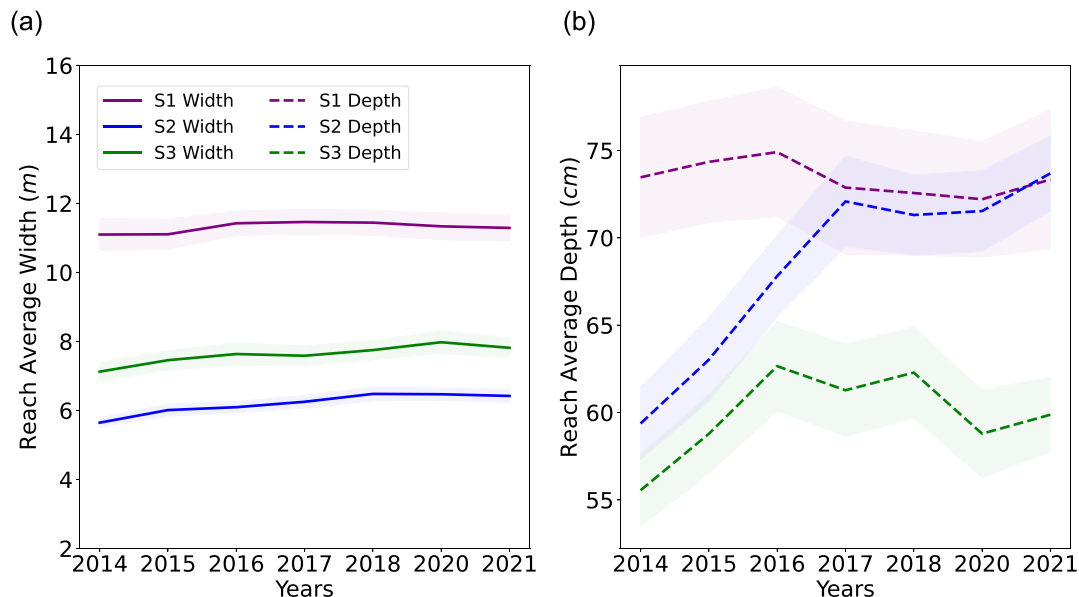 (a)
(b)
Reach Average Width (m)
16
14
12
10
8
6
4
2
S1 Width
S2 Width
S3 Width
S1 Depth
S2 Depth
S3 Depth
2014 2015 2016 2017 2018 2020 2021
Years
Reach Average Depth (cm)
75
70
65
60
55
2014 2015 2016 2017 2018 2020 2021
Years